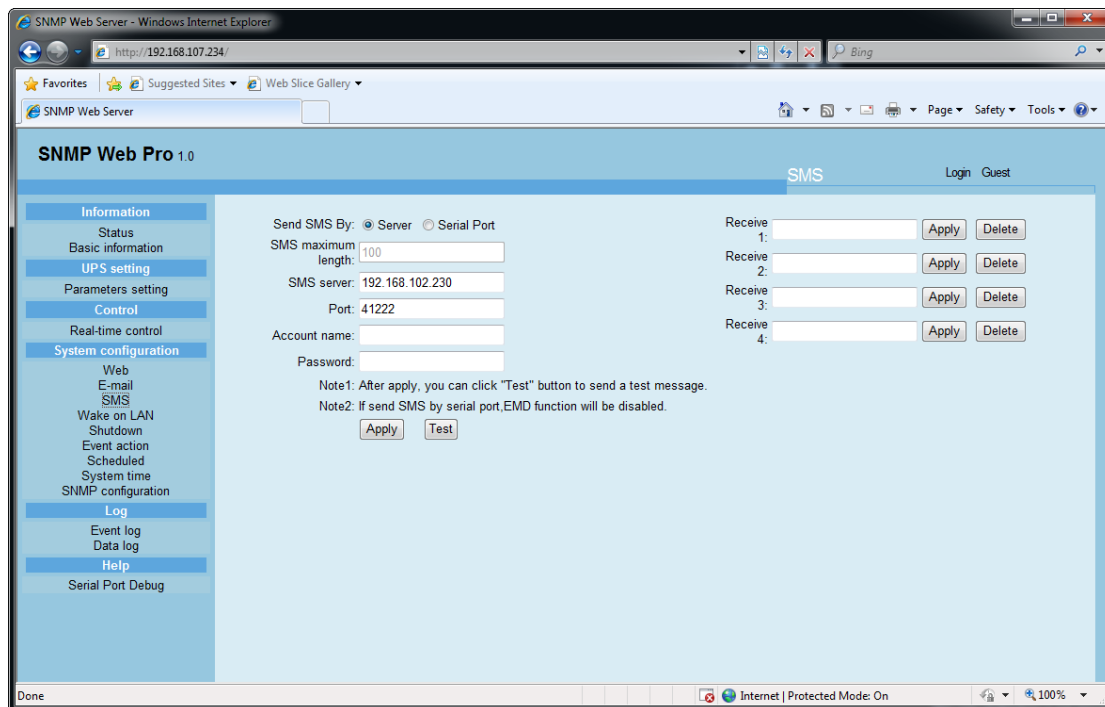 SNMP Web Server - Windows Internet Explorer
http://192.168.107.234/
Bing
Favorites
Suggested Sites
Web Slice Gallery
SNMP Web Server
Page
Safety
Tools
SNMP Web Pro 1.0
SMS
Login Guest
Information
Status
Basic information
UPS setting
Parameters setting
Control
Real-time control
System configuration
Web
E-mail
SMS
Wake on LAN
Shutdown
Event action
Scheduled
System time
SNMP configuration
Log
Event log
Data log
Help
Serial Port Debug
Send SMS By: Server Serial Port
SMS maximum
length: 100
SMS server: 192.168.102.230
Port: 41222
Account name:
Password:
Note1: After apply, you can click "Test" button to send a test message.
Note2: If send SMS by serial port,EMD function will be disabled.
Apply Test
Receive
1: Apply Delete
Receive
2: Apply Delete
Receive
3: Apply Delete
Receive
4: Apply Delete
Done
Internet | Protected Mode: On
100%